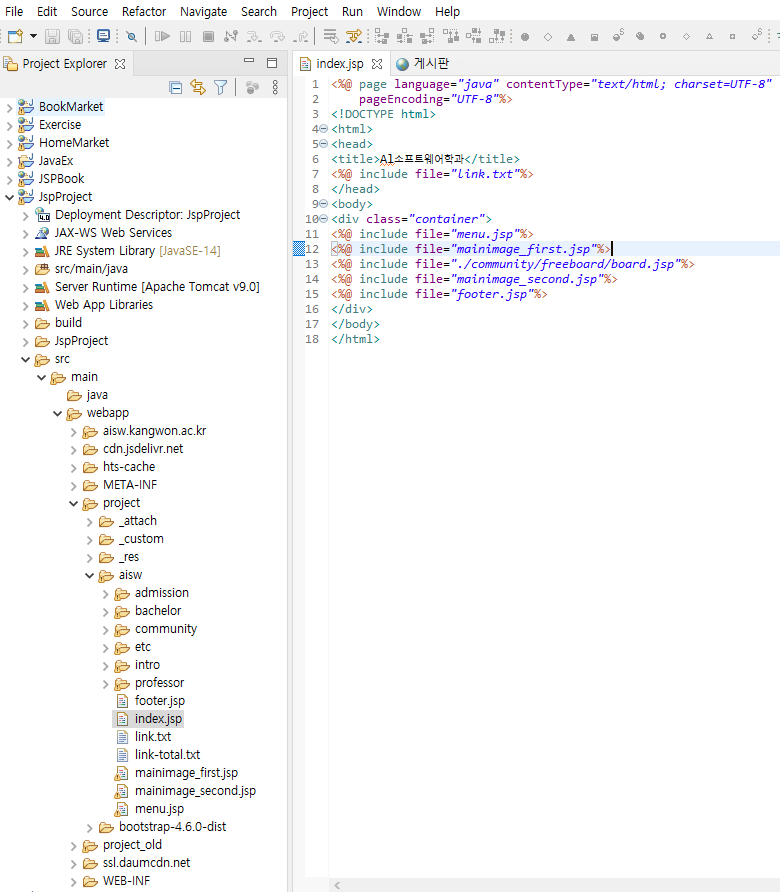 File Edit Source Refactor Navigate Search Project Run Window Help
Project Explorer
BookMarket
Exercise
HomeMarket
JavaEx
JSPBook
JspProject
Deployment Descriptor: JspProject
JAX-WS Web Services
JRE System Library [JavaSE-14]
src/main/java
Server Runtime [Apache Tomcat v9.0]
Web App Libraries
build
JspProject
src
main
java
webapp
aisw.kangwon.ac.kr
cdn.jsdelivr.net
hts-cache
META-INF
project
_attach
_custom
_res
aisw
admission
bachelor
community
etc
intro
professor
footer.jsp
index.jsp
link.txt
link-total.txt
mainimage_first.jsp
mainimage_second.jsp
menu.jsp
bootstrap-4.6.0-dist
project_old
ssl.daumcdn.net
WEB-INF
index.jsp 게시판
1 <%@ page language="java" contentType="text/html; charset=UTF-8"
2 pageEncoding="UTF-8"%>
3 <!DOCTYPE html>
4 <html>
5 <head>
6 <title>AI소프트웨어학과</title>
7 <%@ include file="link.txt"%>
8 </head>
9 <body>
10 <div class="container">
11 <%@ include file="menu.jsp"%>
12 <%@ include file="mainimage_first.jsp"%>
13 <%@ include file="./community/freeboard/board.jsp"%>
14 <%@ include file="mainimage_second.jsp"%>
15 <%@ include file="footer.jsp"%>
16 </div>
17 </body>
18 </html>